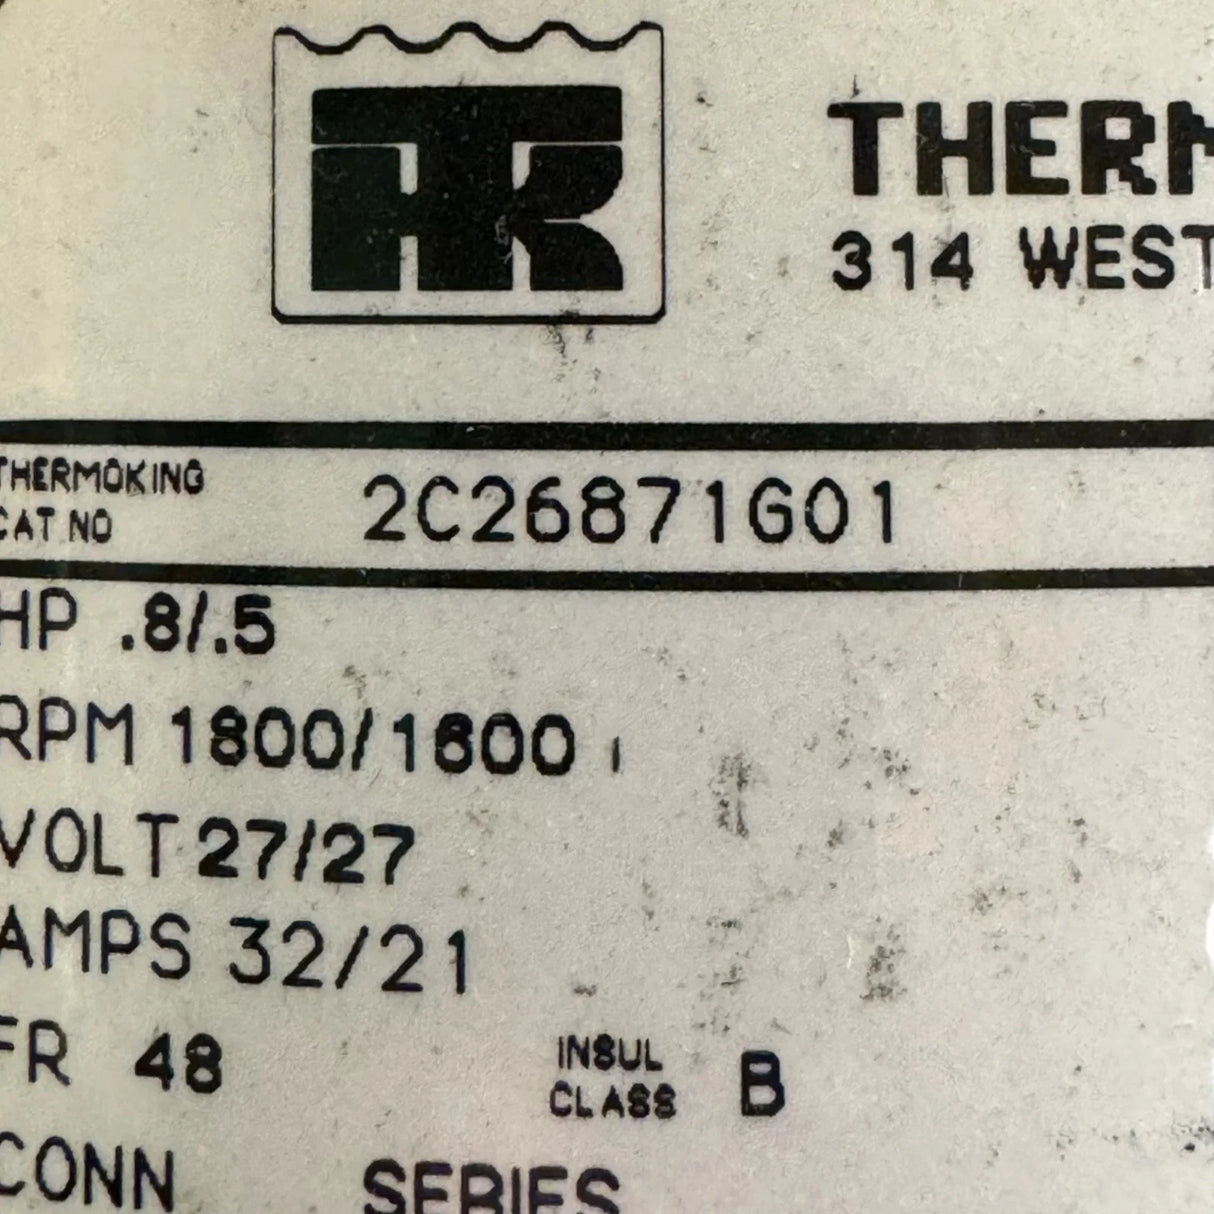 TK
THERM
314 WEST
THERMOKING
CAT NO
2C26871G01
HP .8/.5
RPM 1800/1600
VOLT 27/27
AMPS 32/21
FR 48
INSUL
CLASS B
CONN SERIES